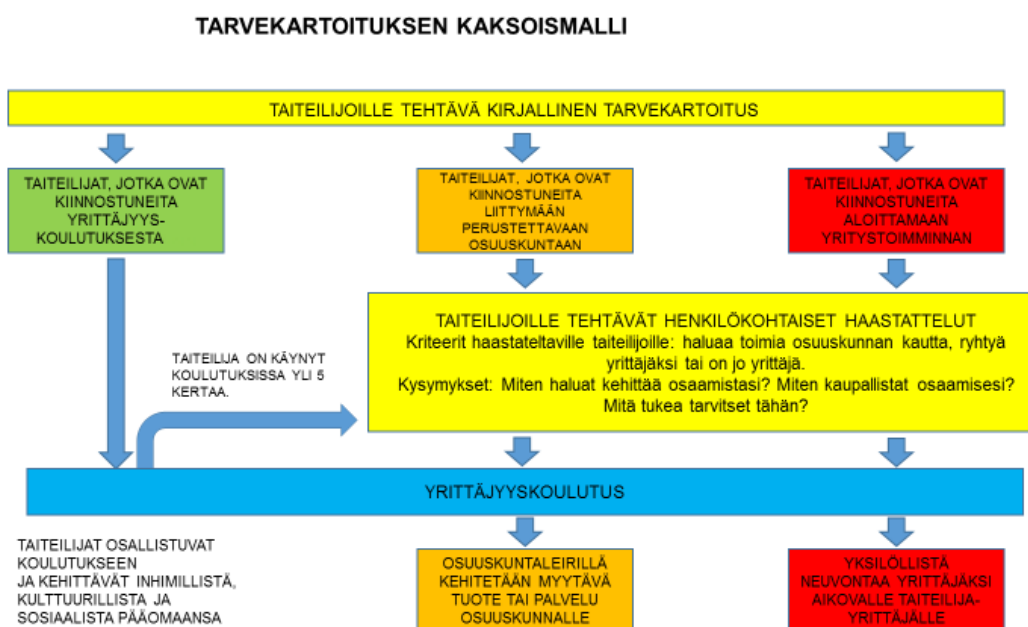 TARVEKARTOITUKSEN KAKSOISMALLI
TAITEILIJOILLE TEHTÄVÄ KIRJALLINEN TARVEKARTOITUS
TAITEILIJAT, JOTKA OVAT
KIINNOSTUNEITA
YRITTÄJYYS-
KOULUTUKSESTA
TAITEILIJAT, JOTKA OVAT
KIINNOSTUNEITA
LIITTYMÄÄN
PERUSTETTAVAAN
OSUUSKUNTAAN
TAITEILIJAT, JOTKA OVAT
KIINNOSTUNEITA
ALOITTAMAAN
YRITYSTOIMINNAN
TAITEILIJOILLE TEHTÄVÄT HENKILÖKOHTAISET HAASTATTELUT
Kriteerit haastateltaville taiteilijoille: haluaa toimia osuuskunnan kautta, ryhtyä
yrittäjäksi tai on jo yrittäjä.
Kysymykset: Miten haluat kehittää osaamistasi? Miten kaupallistat osaamisesi?
Mitä tukea tarvitset tähän?
TAITEILIJA ON KÄYNYT
KOULUTUKSISSA YLI 5
KERTAA.
YRITTÄJYYSKOULUTUS
TAITEILIJAT OSALLISTUVAT
KOULUTUKSEEN
JA KEHITTÄVÄT INHIMILLISTÄ,
KULTTUURILLISTA JA
SOSIAALISTA PÄÄOMAANSA
OSUUSKUNTALEIRILLÄ
KEHITETÄÄN MYYTÄVÄ
TUOTE TAI PALVELU
OSUUSKUNNALLE
YKSILÖLLISTÄ
NEUVONTAA YRITTÄJÄKSI
AIKOVALLE TAITEILIJA-
YRITTÄJÄLLE